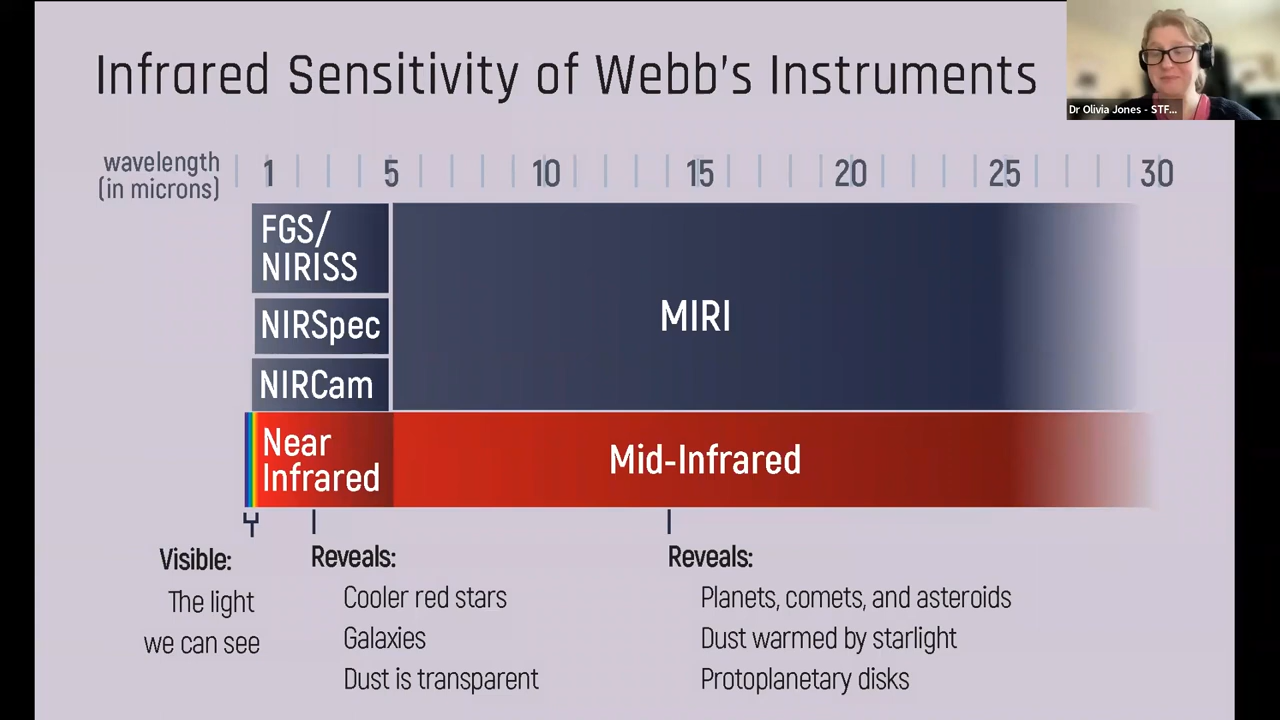 Infrared Sensitivity of Webb's Instruments
Dr Olivia Jones - STF...
wavelength
(in microns)
1 5 10 15 20 25 30
FGS/
NIRISS
NIRSpec
NIRCam
MIRI
Near
Infrared
Mid-Infrared
Visible:
The light
we can see
Reveals:
Cooler red stars
Galaxies
Dust is transparent
Reveals:
Planets, comets, and asteroids
Dust warmed by starlight
Protoplanetary disks